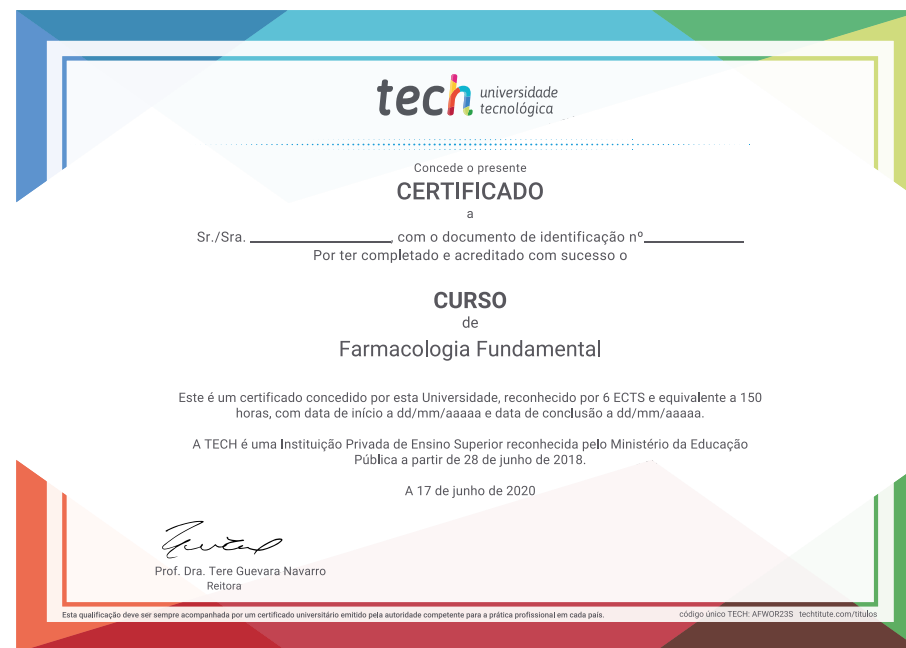 tech universidade
tecnológica
Concede o presente
CERTIFICADO
a
Sr./Sra. ____________________, com o documento de identificação nº______________
Por ter completado e acreditado com sucesso o
CURSO
de
Farmacologia Fundamental
Este é um certificado concedido por esta Universidade, reconhecido por 6 ECTS e equivalente a 150
horas, com data de início a dd/mm/aaaaa e data de conclusão a dd/mm/aaaaa.
A TECH é uma Instituição Privada de Ensino Superior reconhecida pelo Ministério da Educação
Pública a partir de 28 de junho de 2018.
A 17 de junho de 2020
Prof. Dra. Tere Guevara Navarro
Reitora
Esta qualificação deve ser sempre acompanhada por um certificado universitário emitido pela autoridade competente para a prática profissional em cada país.
código único TECH: AFWOR23S techtitute.com/titulos